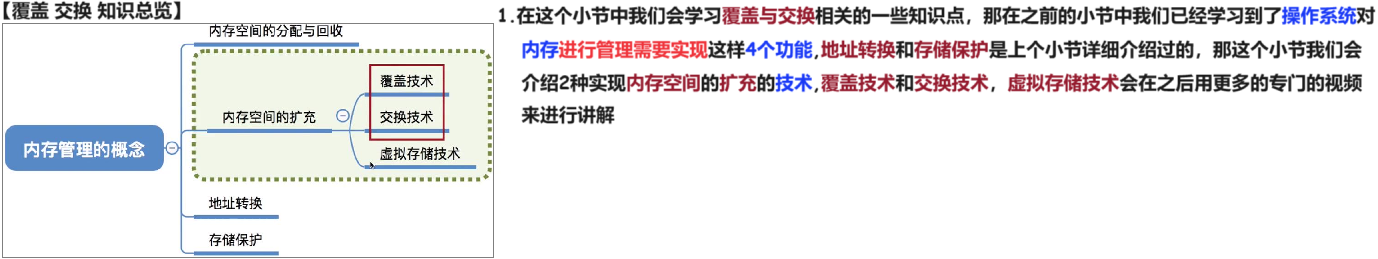 【覆盖 交换 知识总览】
内存空间的分配与回收
覆盖技术
内存空间的扩充
交换技术
内存管理的概念
虚拟存储技术
地址转换
存储保护
1.在这个小节中我们会学习覆盖与交换相关的一些知识点，那在之前的小节中我们已经学习到了操作系统对
内存进行管理需要实现这样4个功能,地址转换和存储保护是上个小节详细介绍过的，那这个小节我们会
介绍2种实现内存空间的扩充的技术,覆盖技术和交换技术，虚拟存储技术会在之后用更多的专门的视频
来进行讲解